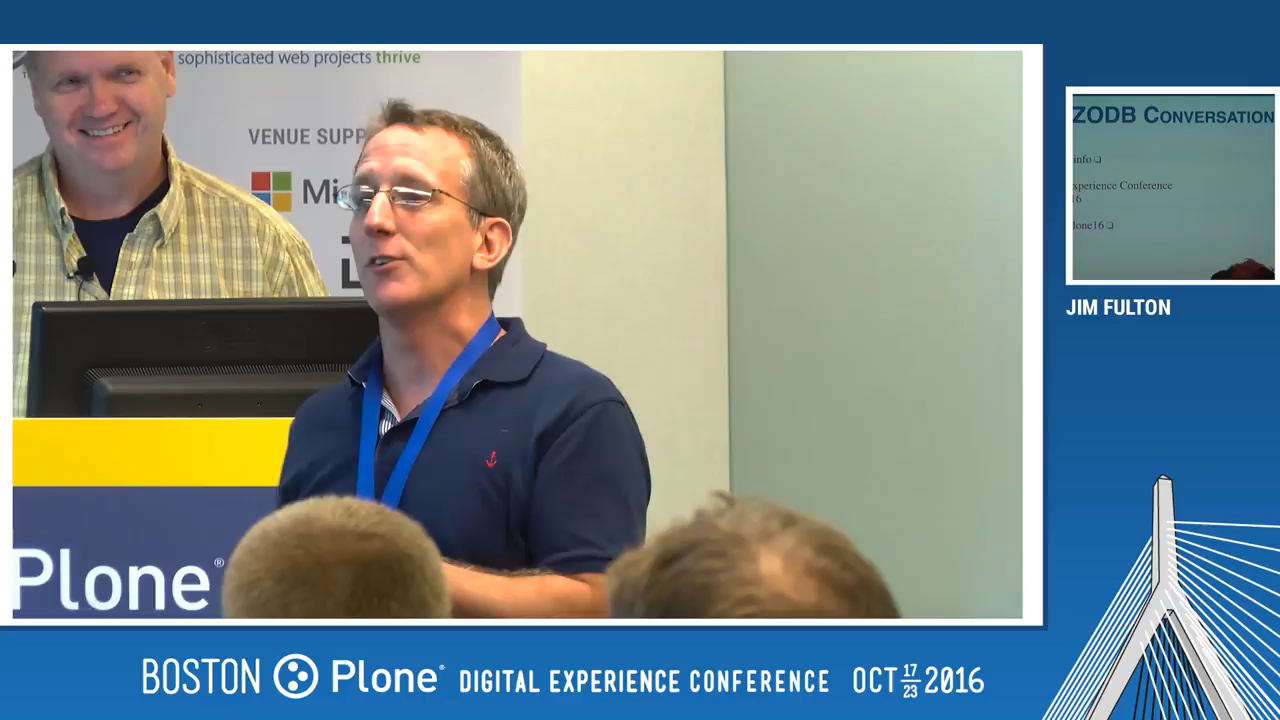 sophisticated web projects thrive
VENUE SUPP
Mi
Plone®
ZODB CONVERSATION
info
xperience Conference
16
lone16
JIM FULTON
BOSTON Plone® DIGITAL EXPERIENCE CONFERENCE OCT 17 23 2016